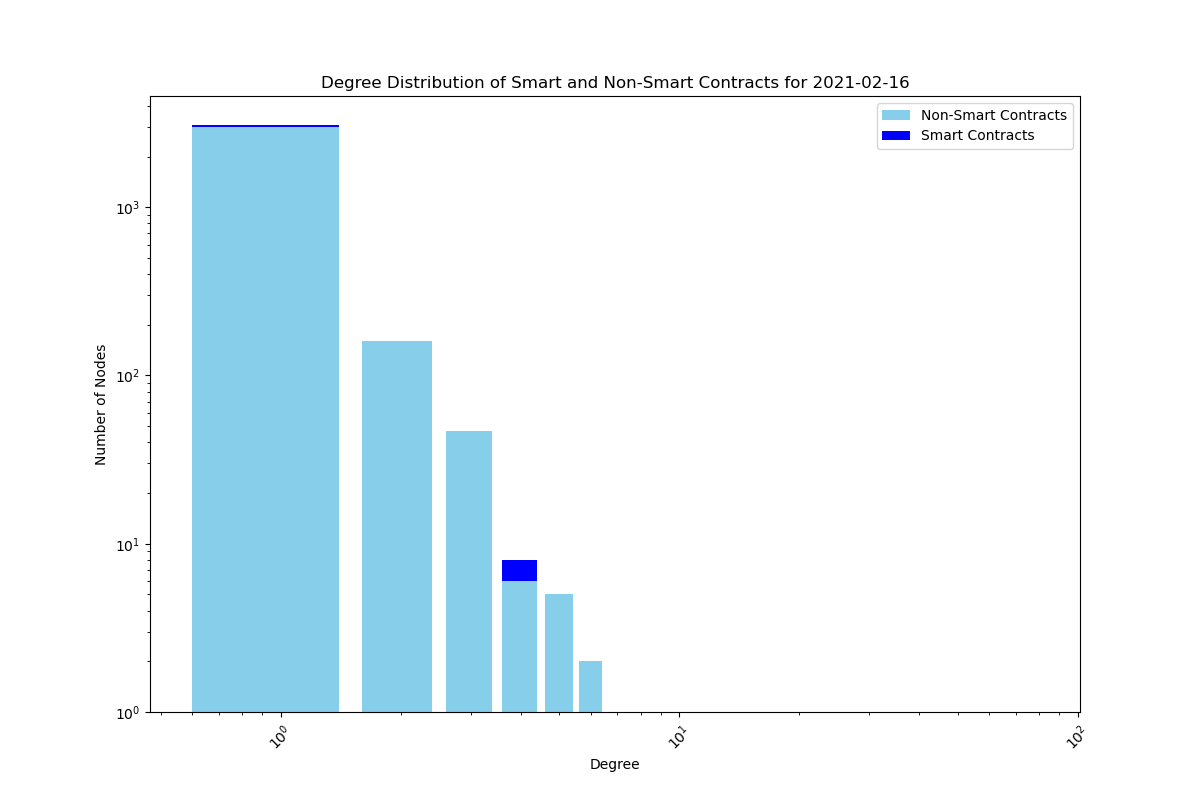 Degree Distribution of Smart and Non-Smart Contracts for 2021-02-16
Non-Smart Contracts
Smart Contracts
Number of Nodes
10³
10²
10¹
10⁰
10⁰ 10¹ 10²
Degree